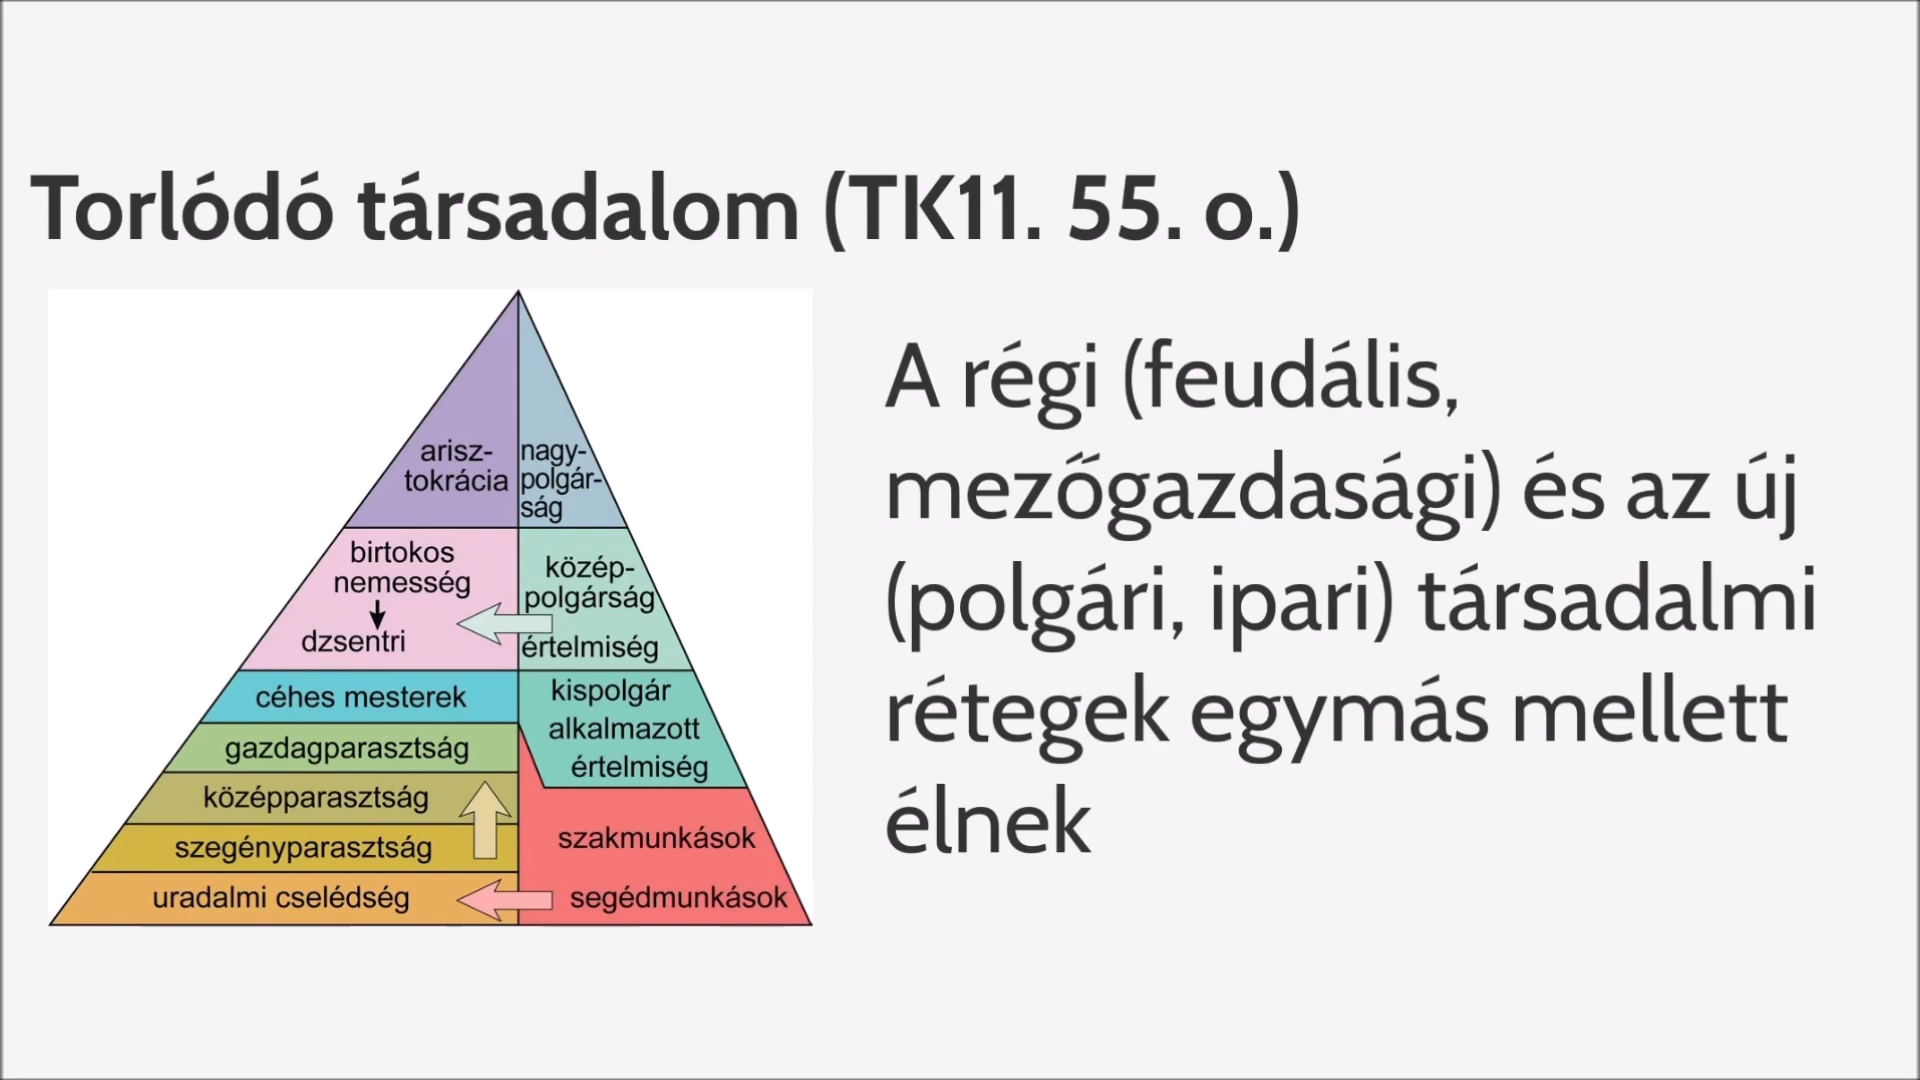 Torlódó társadalom (TK11. 55. o.)
arisz-
tokrácia
nagy-
polgár-
ság
birtokos
nemesség
dzsentri
közép-
polgárság
értelmiség
céhes mesterek
kispolgár
alkalmazott
értelmiség
gazdagparasztság
középparasztság
szegényparasztság
uradalmi cselédség
szakmunkások
segédmunkások
A régi (feudális,
mezőgazdasági) és az új
(polgári, ipari) társadalmi
rétegek egymás mellett
élnek